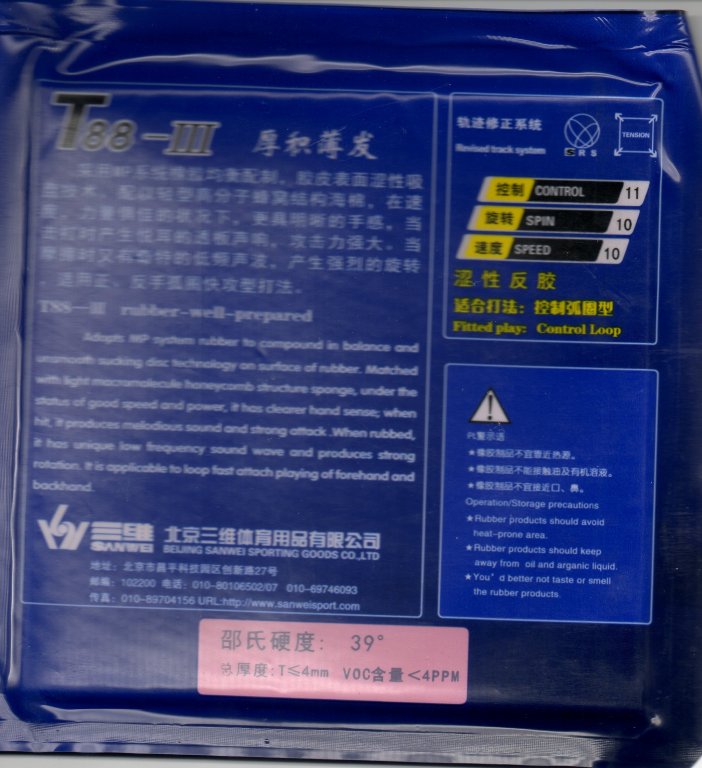 T88-III 厚积薄发
采用MP系统橡胶均衡配制。胶皮表面涩性吸
盘技术，配以轻型高分子蜂窝结构海棉。在速
度、力量俱佳的状况下，更具明晰的手感。当
击打时产生悦耳的透板声响，攻击力强大。当
摩擦时又有独特的低频声波，产生强烈的旋转
。适用正、反手弧圈快攻型打法。
T88—III rubber-well-prepared
Adopts MP system rubber to compound in balance and
unsmooth sucking disc technology on surface of rubber. Matched
with light macromolecule honeycomb structure sponge, under the
status of good speed and power, it has clearer hand sense; when
hit, it produces melodious sound and strong attack. When rubbed,
it has unique low frequency sound wave and produces strong
rotation. It is applicable to loop fast attach playing of forehand and
backhand.
三维 SANWEI
北京三维体育用品有限公司
BEIJING SANWEI SPORTING GOODS CO.,LTD
地址：北京市昌平科技园区创新路27号
邮编：102200 电话：010-80106502/07 010-69746093
传真：010-89704156 URL:http://www.sanweisport.com
轨迹修正系统
Revised track system
SRS
TENSION
控制 CONTROL 11
旋转 SPIN 10
速度 SPEED 10
涩性反胶
适合打法：控制弧圈型
Fitted play: Control Loop
警示语
★橡胶制品不宜靠近热源。
★橡胶制品不能接触油及有机溶液。
★橡胶制品不宜接近口、鼻。
Operation/Storage precautions
★Rubber products should avoid
heat-prone area.
★Rubber products should keep
away from oil and arganic liquid.
★You'd better not taste or smell
the rubber products.
邵氏硬度: 39°
总厚度:T≤4mm VOC含量<4PPM